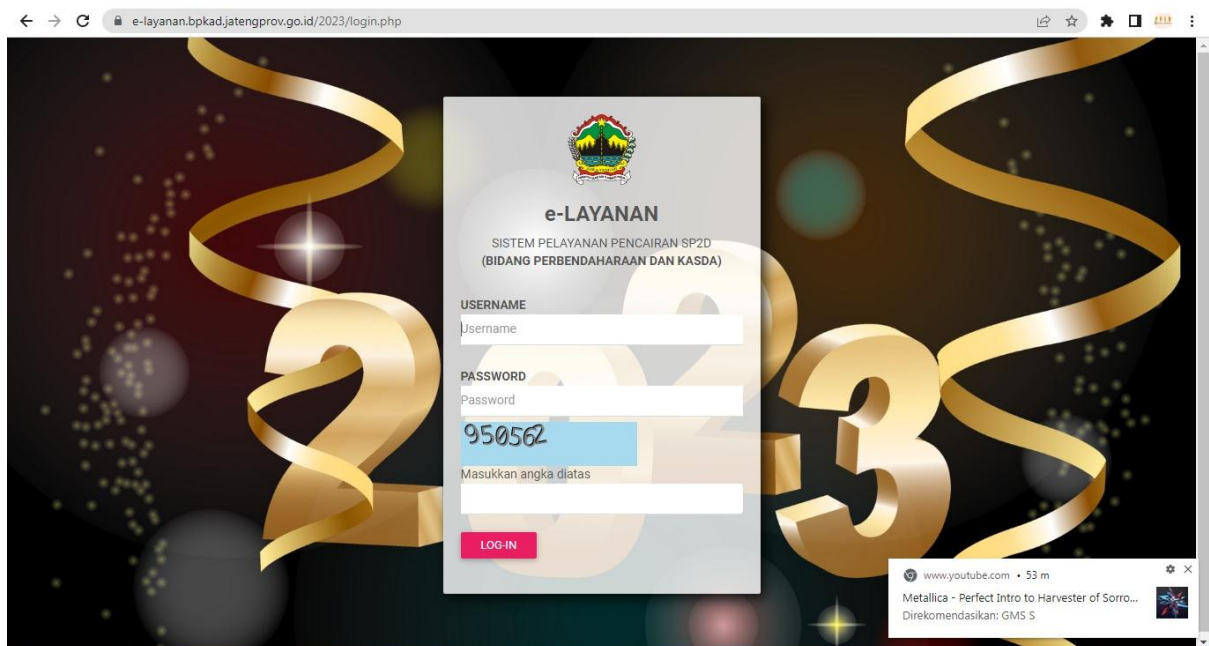 e-layanan.bpkad.jatengprov.go.id/2023/login.php
e-LAYANAN
SISTEM PELAYANAN PENCAIRAN SP2D
(BIDANG PERBENDAHARAAN DAN KASDA)
USERNAME
Username
PASSWORD
Password
950562
Masukkan angka diatas
LOG-IN
2023
www.youtube.com • 53 m
Metallica - Perfect Intro to Harvester of Sorro...
Direkomendasikan: GMS S